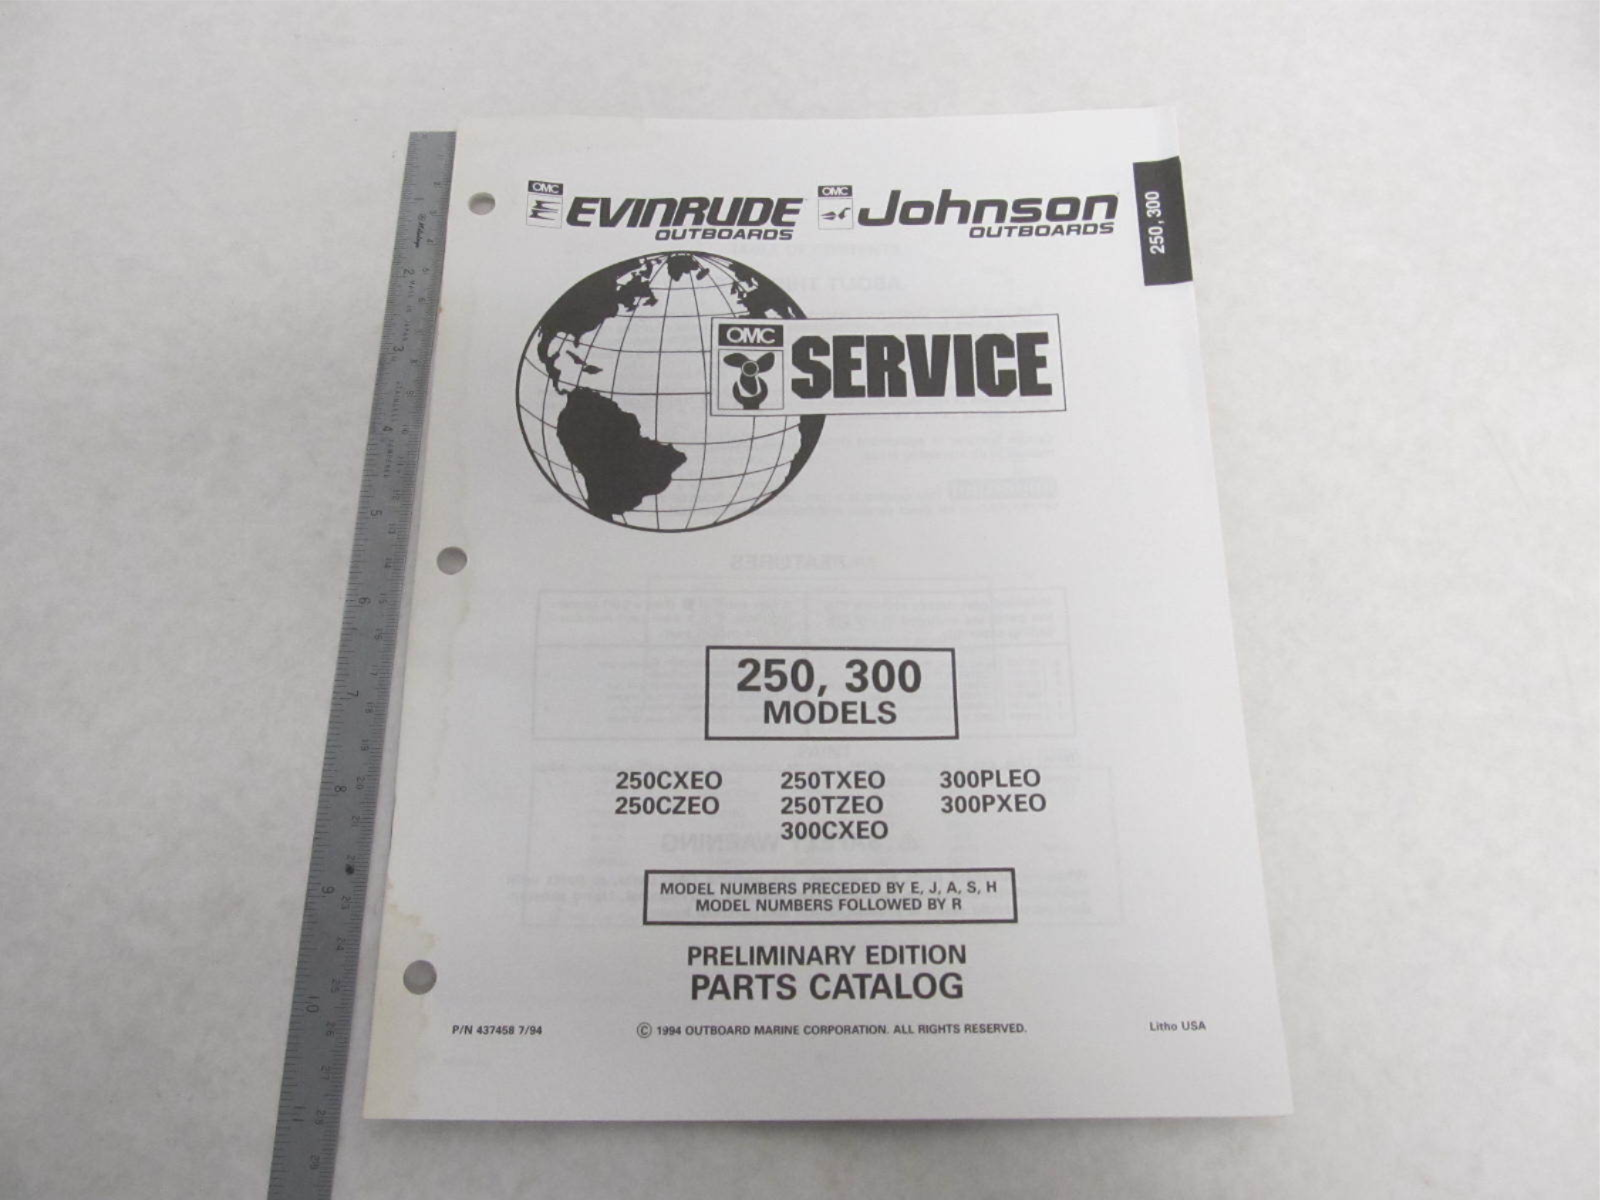 OMC EVINRUDE OUTBOARDS
OMC Johnson OUTBOARDS
250, 300
OMC SERVICE
250, 300
MODELS
250CXEO 250TXEO 300PLEO
250CZEO 250TZEO 300PXEO
300CXEO
MODEL NUMBERS PRECEDED BY E, J, A, S, H
MODEL NUMBERS FOLLOWED BY R
PRELIMINARY EDITION
PARTS CATALOG
P/N 437458 7/94 © 1994 OUTBOARD MARINE CORPORATION. ALL RIGHTS RESERVED. Litho USA